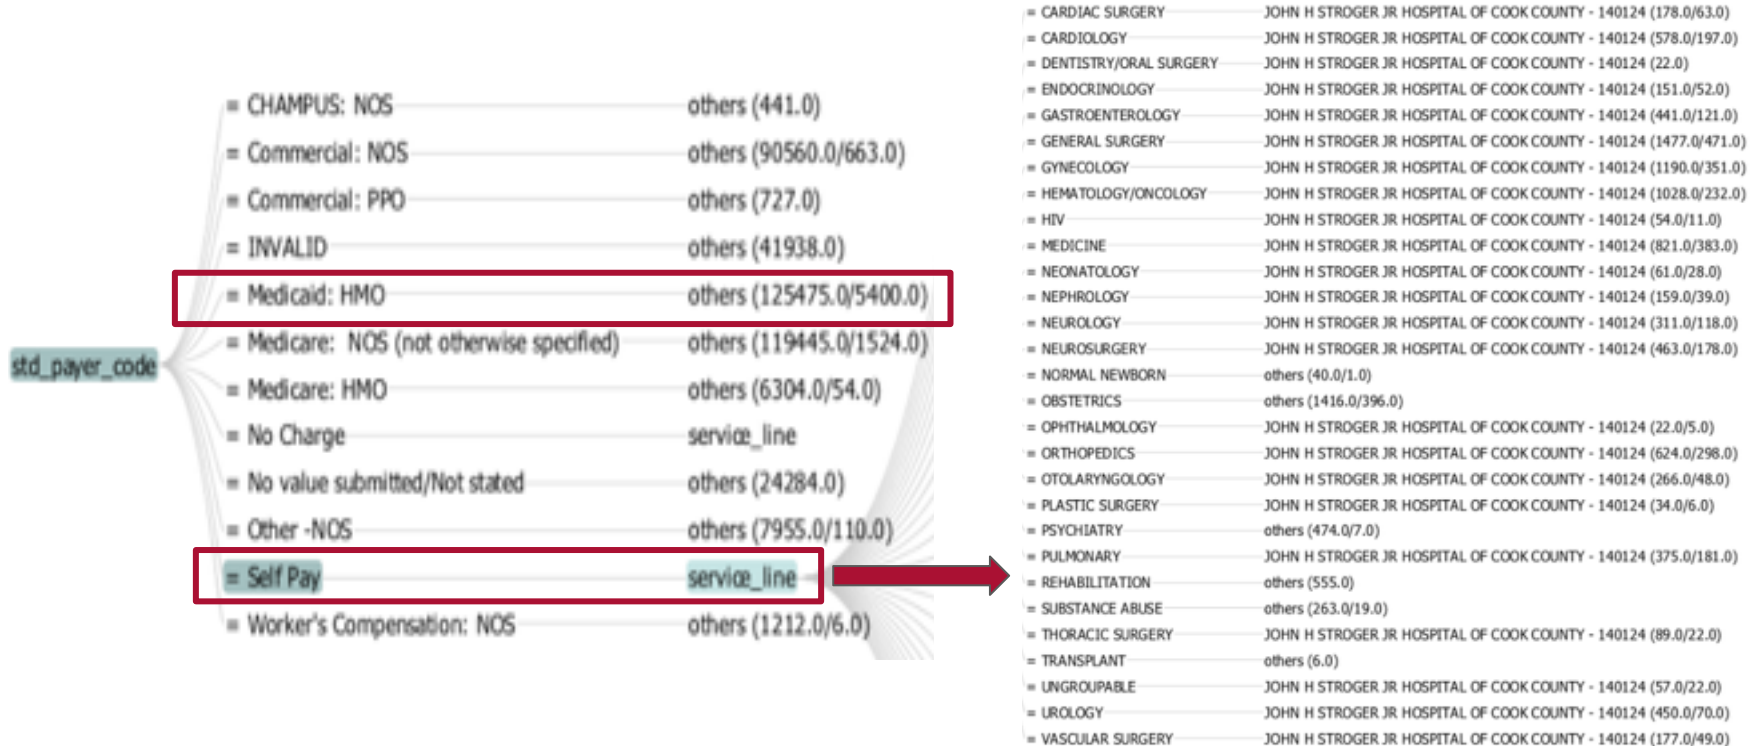 std_payer_code
= CHAMPUS: NOS others (441.0)
= Commercial: NOS others (90560.0/663.0)
= Commercial: PPO others (727.0)
= INVALID others (41938.0)
= Medicaid: HMO others (125475.0/5400.0)
= Medicare: NOS (not otherwise specified) others (119445.0/1524.0)
= Medicare: HMO others (6304.0/54.0)
= No Charge service_line
= No value submitted/Not stated others (24284.0)
= Other -NOS others (7955.0/110.0)
= Self Pay service_line
= Worker's Compensation: NOS others (1212.0/6.0)
= CARDIAC SURGERY JOHN H STROGER JR HOSPITAL OF COOK COUNTY - 140124 (178.0/63.0)
= CARDIOLOGY JOHN H STROGER JR HOSPITAL OF COOK COUNTY - 140124 (578.0/197.0)
= DENTISTRY/ORAL SURGERY JOHN H STROGER JR HOSPITAL OF COOK COUNTY - 140124 (22.0)
= ENDOCRINOLOGY JOHN H STROGER JR HOSPITAL OF COOK COUNTY - 140124 (151.0/52.0)
= GASTROENTEROLOGY JOHN H STROGER JR HOSPITAL OF COOK COUNTY - 140124 (441.0/121.0)
= GENERAL SURGERY JOHN H STROGER JR HOSPITAL OF COOK COUNTY - 140124 (1477.0/471.0)
= GYNECOLOGY JOHN H STROGER JR HOSPITAL OF COOK COUNTY - 140124 (1190.0/351.0)
= HEMATOLOGY/ONCOLOGY JOHN H STROGER JR HOSPITAL OF COOK COUNTY - 140124 (1028.0/232.0)
= HIV JOHN H STROGER JR HOSPITAL OF COOK COUNTY - 140124 (54.0/11.0)
= MEDICINE JOHN H STROGER JR HOSPITAL OF COOK COUNTY - 140124 (821.0/383.0)
= NEONATOLOGY JOHN H STROGER JR HOSPITAL OF COOK COUNTY - 140124 (61.0/28.0)
= NEPHROLOGY JOHN H STROGER JR HOSPITAL OF COOK COUNTY - 140124 (159.0/39.0)
= NEUROLOGY JOHN H STROGER JR HOSPITAL OF COOK COUNTY - 140124 (311.0/118.0)
= NEUROSURGERY JOHN H STROGER JR HOSPITAL OF COOK COUNTY - 140124 (463.0/178.0)
= NORMAL NEWBORN others (40.0/1.0)
= OBSTETRICS others (1416.0/396.0)
= OPHTHALMOLOGY JOHN H STROGER JR HOSPITAL OF COOK COUNTY - 140124 (22.0/5.0)
= ORTHOPEDICS JOHN H STROGER JR HOSPITAL OF COOK COUNTY - 140124 (624.0/298.0)
= OTOLARYNGOLOGY JOHN H STROGER JR HOSPITAL OF COOK COUNTY - 140124 (266.0/48.0)
= PLASTIC SURGERY JOHN H STROGER JR HOSPITAL OF COOK COUNTY - 140124 (34.0/6.0)
= PSYCHIATRY others (474.0/7.0)
= PULMONARY JOHN H STROGER JR HOSPITAL OF COOK COUNTY - 140124 (375.0/181.0)
= REHABILITATION others (555.0)
= SUBSTANCE ABUSE others (263.0/19.0)
= THORACIC SURGERY JOHN H STROGER JR HOSPITAL OF COOK COUNTY - 140124 (89.0/22.0)
= TRANSPLANT others (6.0)
= UNGROUPABLE JOHN H STROGER JR HOSPITAL OF COOK COUNTY - 140124 (57.0/22.0)
= UROLOGY JOHN H STROGER JR HOSPITAL OF COOK COUNTY - 140124 (450.0/70.0)
= VASCULAR SURGERY JOHN H STROGER JR HOSPITAL OF COOK COUNTY - 140124 (177.0/49.0)